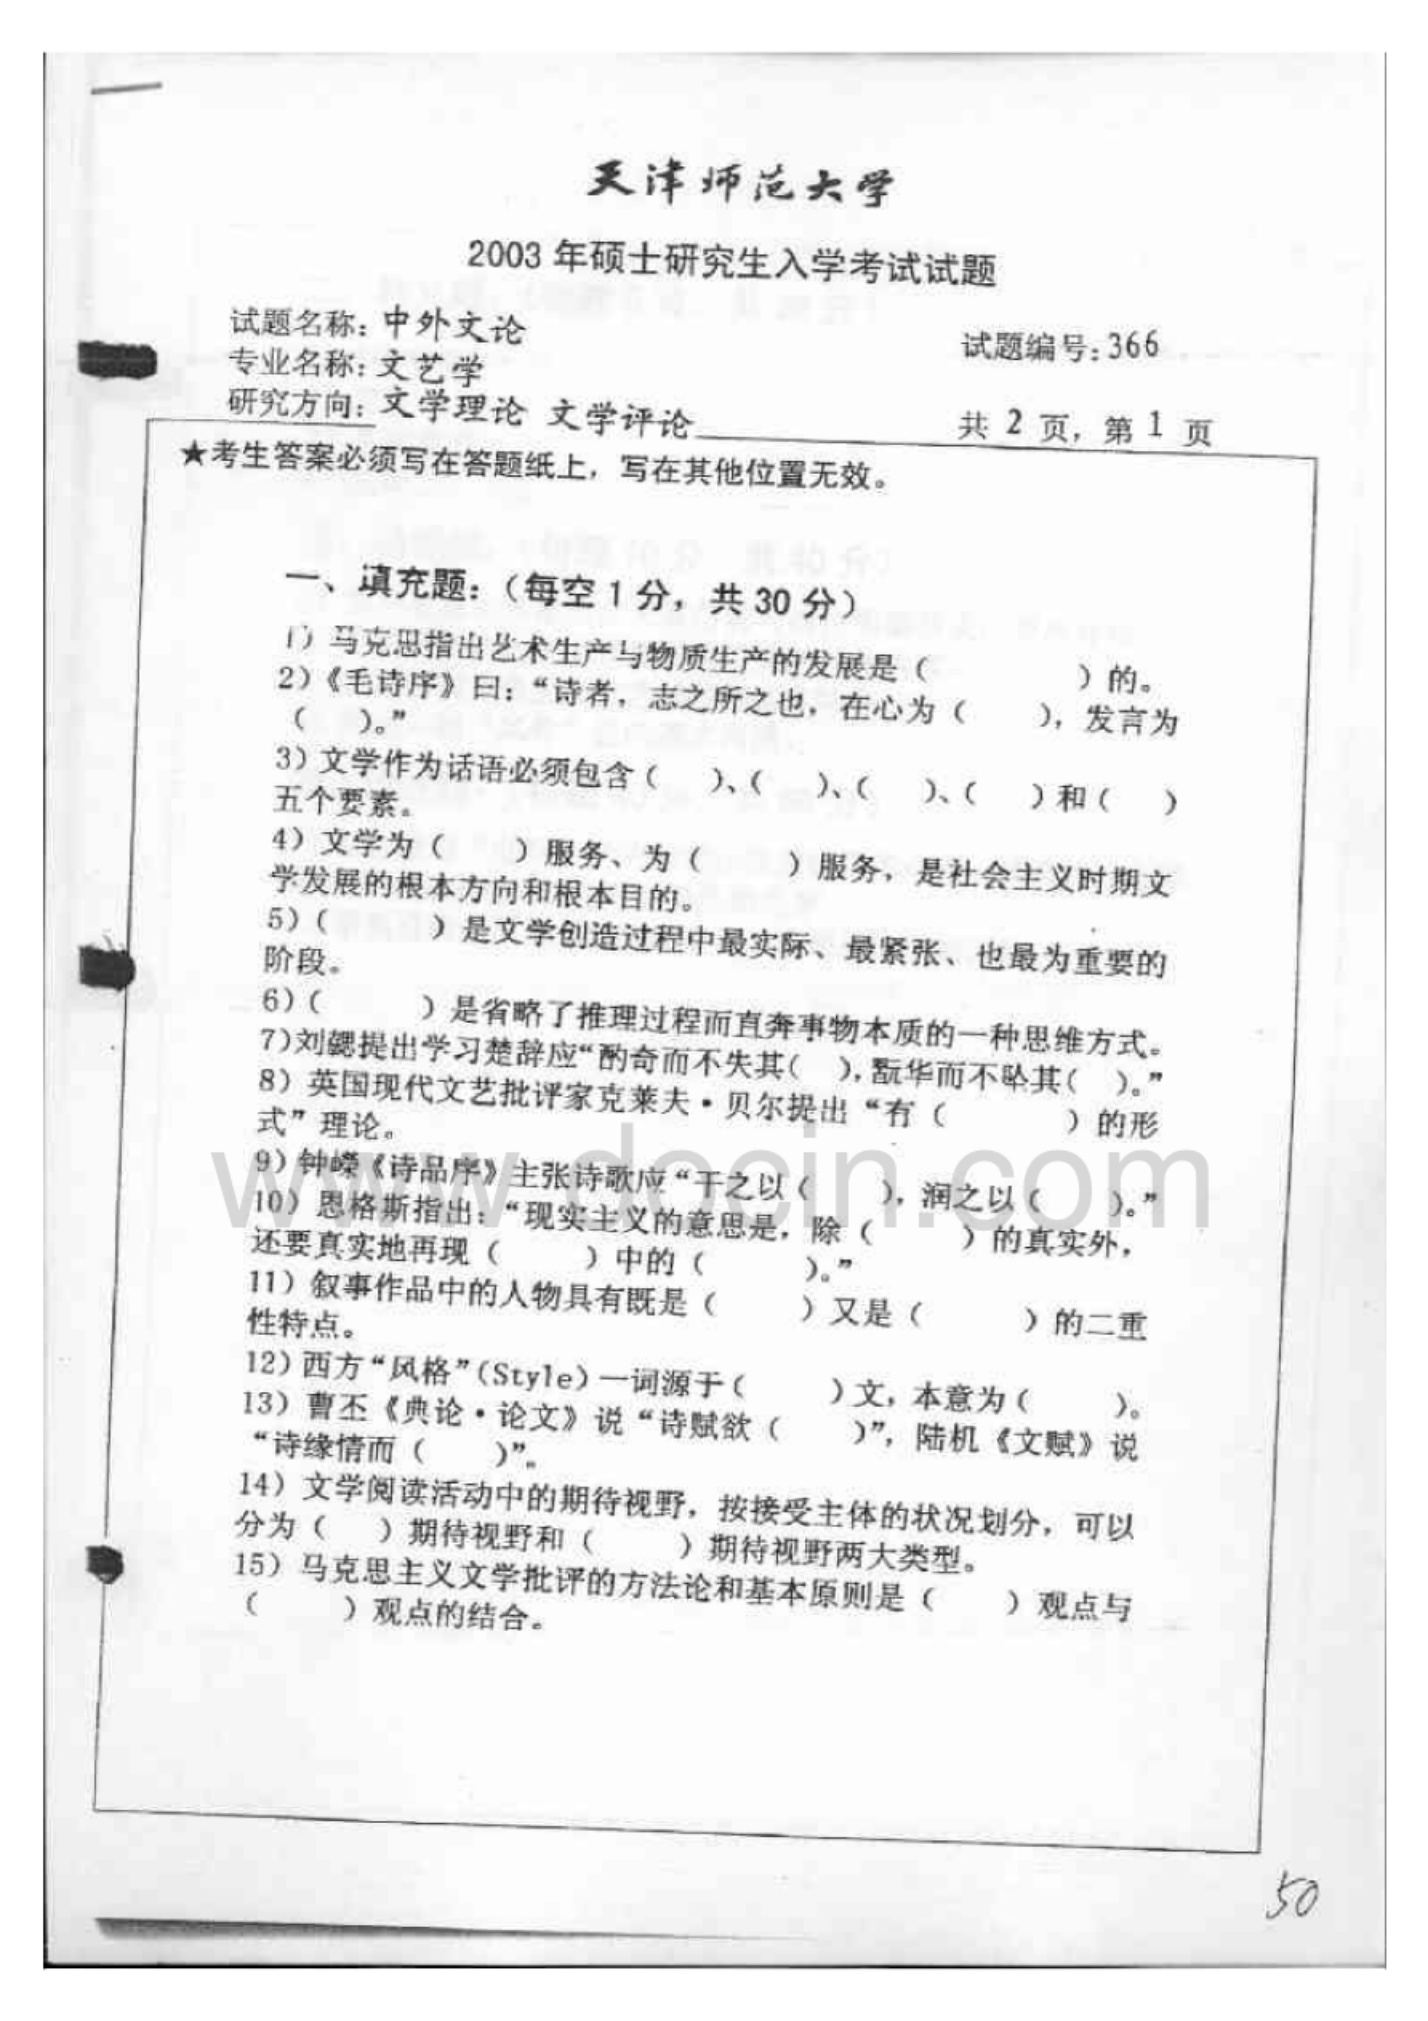 天津师范大学
2003 年硕士研究生入学考试试题
试题名称：中外文论
试题编号：366
专业名称：文艺学
研究方向：文学理论 文学评论
共 2 页，第 1 页
★考生答案必须写在答题纸上，写在其他位置无效。
一、填充题：（每空 1 分，共 30 分）
1）马克思指出艺术生产与物质生产的发展是（　　）的。
2）《毛诗序》曰：“诗者，志之所之也，在心为（　　），发言为
（　　）。”
3）文学作为话语必须包含（　　）、（　　）、（　　）、（　　）和（　　）
五个要素。
4）文学为（　　）服务、为（　　）服务，是社会主义时期文
学发展的根本方向和根本目的。
5）（　　）是文学创造过程中最实际、最紧张、也最为重要的
阶段。
6）（　　）是省略了推理过程而直奔事物本质的一种思维方式。
7）刘勰提出学习楚辞应“酌奇而不失其（　　），翫华而不坠其（　　）。”
8）英国现代文艺批评家克莱夫·贝尔提出“有（　　）的形
式”理论。
9）钟嵘《诗品序》主张诗歌应“干之以（　　），润之以（　　）。”
10）恩格斯指出：“现实主义的意思是，除（　　）的真实外，
还要真实地再现（　　）中的（　　）。”
11）叙事作品中的人物具有既是（　　）又是（　　）的二重
性特点。
12）西方“风格”（Style）一词源于（　　）文，本意为（　　）。
13）曹丕《典论·论文》说“诗赋欲（　　）”，陆机《文赋》说
“诗缘情而（　　）”。
14）文学阅读活动中的期待视野，按接受主体的状况划分，可以
分为（　　）期待视野和（　　）期待视野两大类型。
15）马克思主义文学批评的方法论和基本原则是（　　）观点与
（　　）观点的结合。
www.docin.com
50